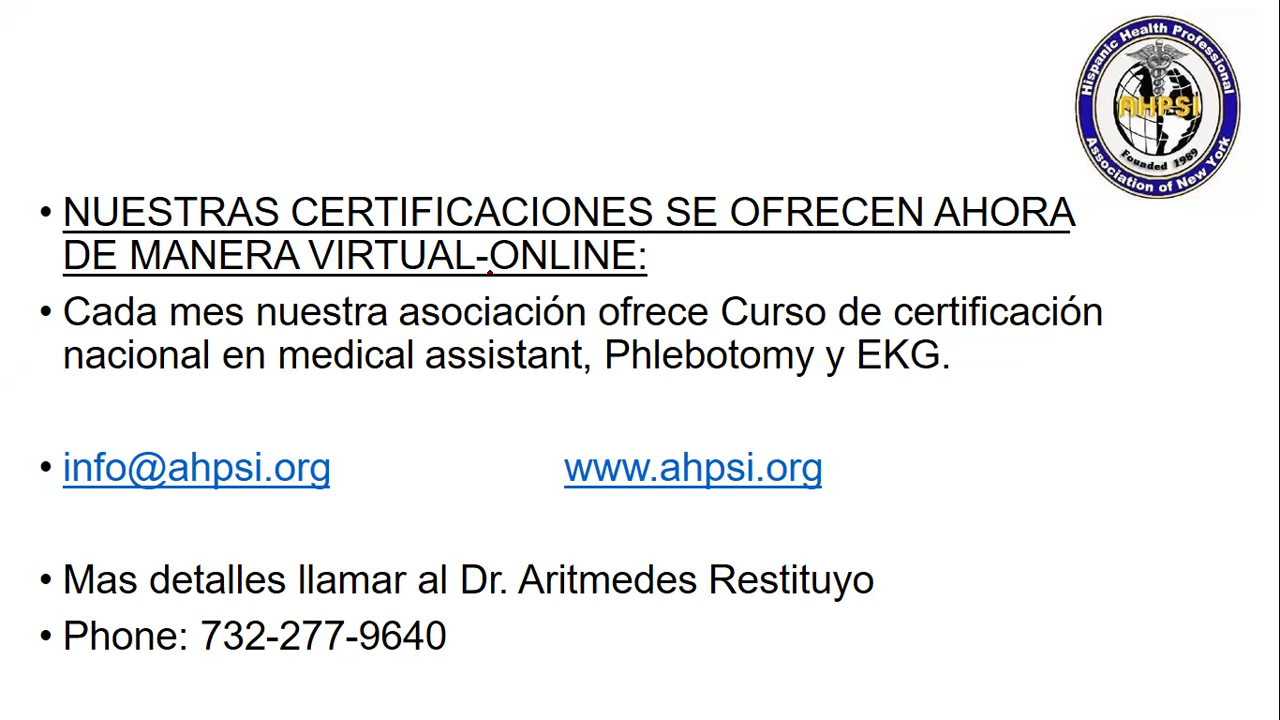 Hispanic Health Professional
AHPSI
Founded 1989
Association of New York
• NUESTRAS CERTIFICACIONES SE OFRECEN AHORA
DE MANERA VIRTUAL-ONLINE:
• Cada mes nuestra asociación ofrece Curso de certificación
nacional en medical assistant, Phlebotomy y EKG.
• info@ahpsi.org www.ahpsi.org
• Mas detalles llamar al Dr. Aritmedes Restituyo
• Phone: 732-277-9640